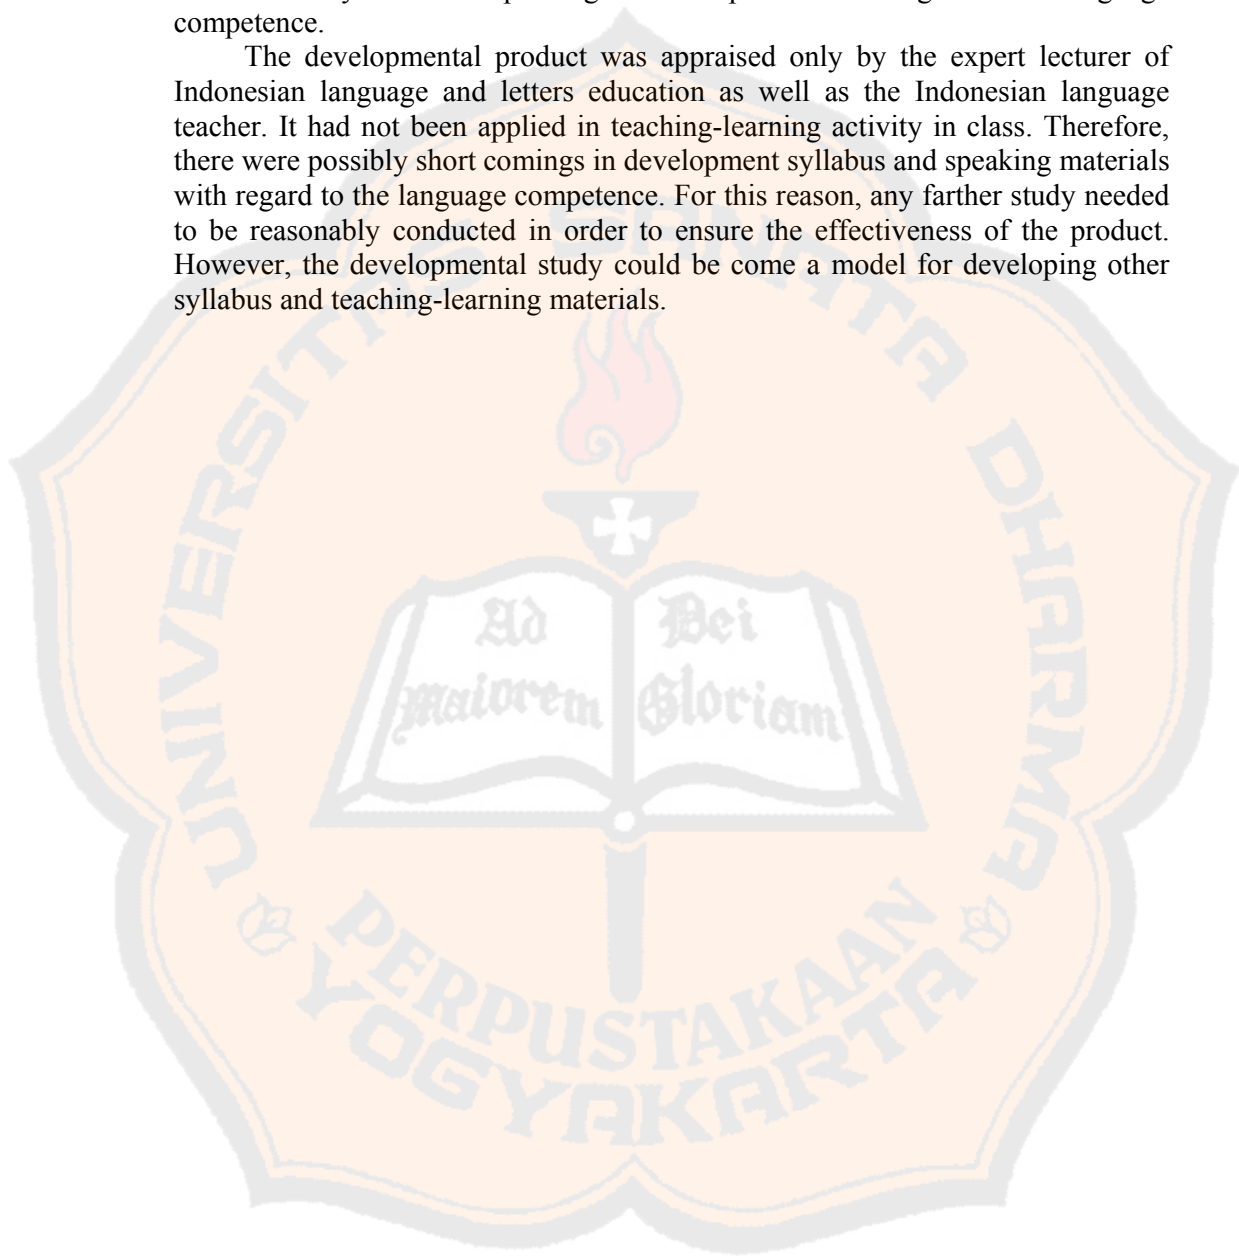 competence.
The developmental product was appraised only by the expert lecturer of
Indonesian language and letters education as well as the Indonesian language
teacher. It had not been applied in teaching-learning activity in class. Therefore,
there were possibly short comings in development syllabus and speaking materials
with regard to the language competence. For this reason, any farther study needed
to be reasonably conducted in order to ensure the effectiveness of the product.
However, the developmental study could be come a model for developing other
syllabus and teaching-learning materials.
UNIVERSITAS SANATA DHARMA
Ad Dei
Maiorem Gloriam
PERPUSTAKAAN
YOGYAKARTA